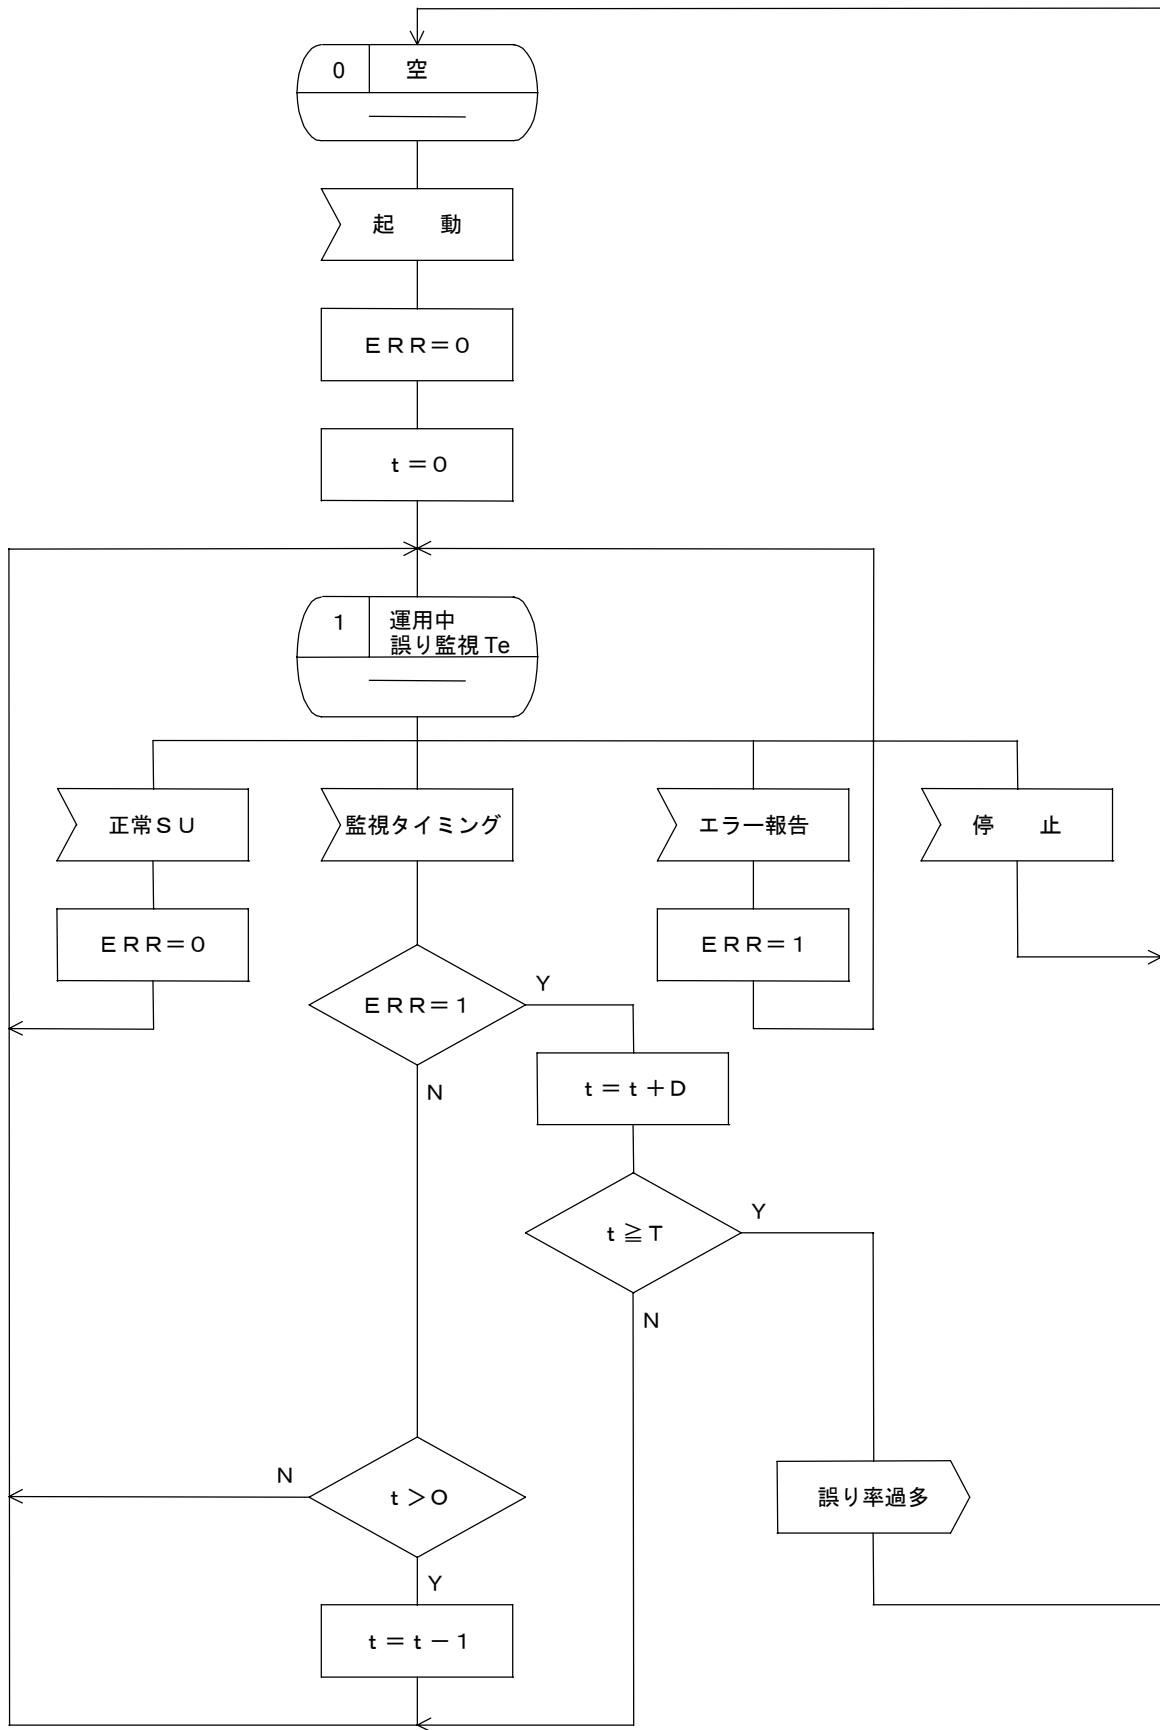 0 空
起 動
ERR=0
t=0
1 運用中
誤り監視 Te
正常SU 監視タイミング エラー報告 停 止
ERR=0 ERR=1
ERR=1 Y
N
t=t+D
t≧T Y
N
N t>O 誤り率過多
Y
t=t-1